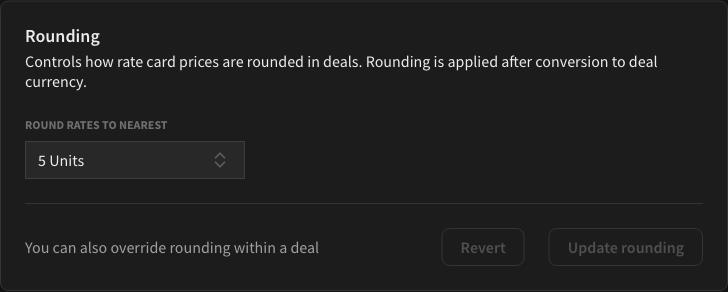 Rounding
Controls how rate card prices are rounded in deals. Rounding is applied after conversion to deal
currency.
ROUND RATES TO NEAREST
5 Units
You can also override rounding within a deal
Revert
Update rounding